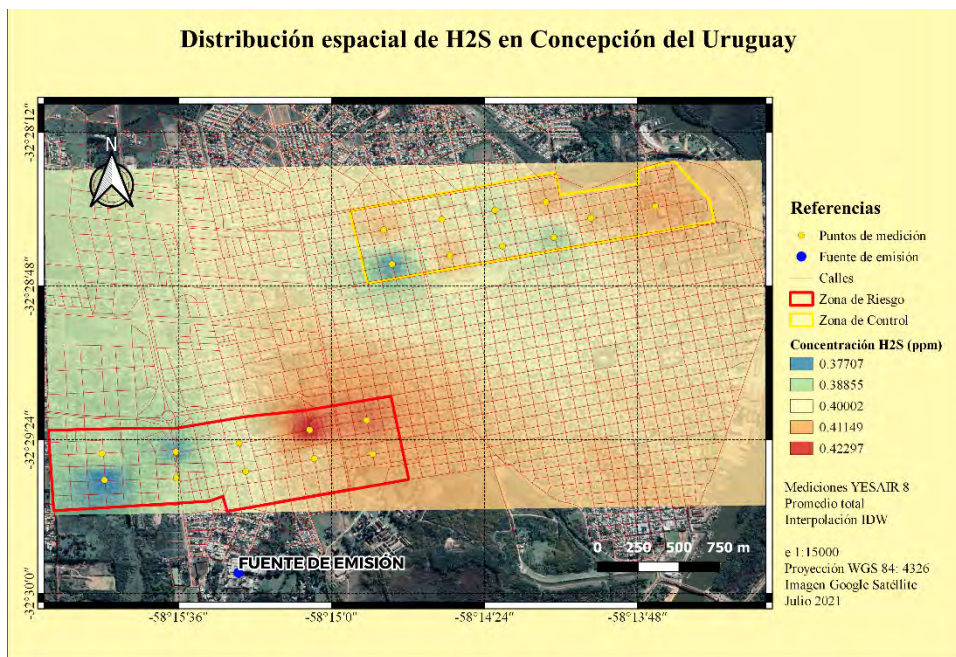 Distribución espacial de H2S en Concepción del Uruguay
N
-32°28'12"
-32°28'48"
-32°29'24"
-32°30'0"
-58°15'36"
-58°15'0"
-58°14'24"
-58°13'48"
FUENTE DE EMISIÓN
0 250 500 750 m
Referencias
Puntos de medición
Fuente de emisión
Calles
Zona de Riesgo
Zona de Control
Concentración H2S (ppm)
0.37707
0.38855
0.40002
0.41149
0.42297
Mediciones YESAIR 8
Promedio total
Interpolación IDW
e 1:15000
Proyección WGS 84: 4326
Imagen Google Satéllite
Julio 2021